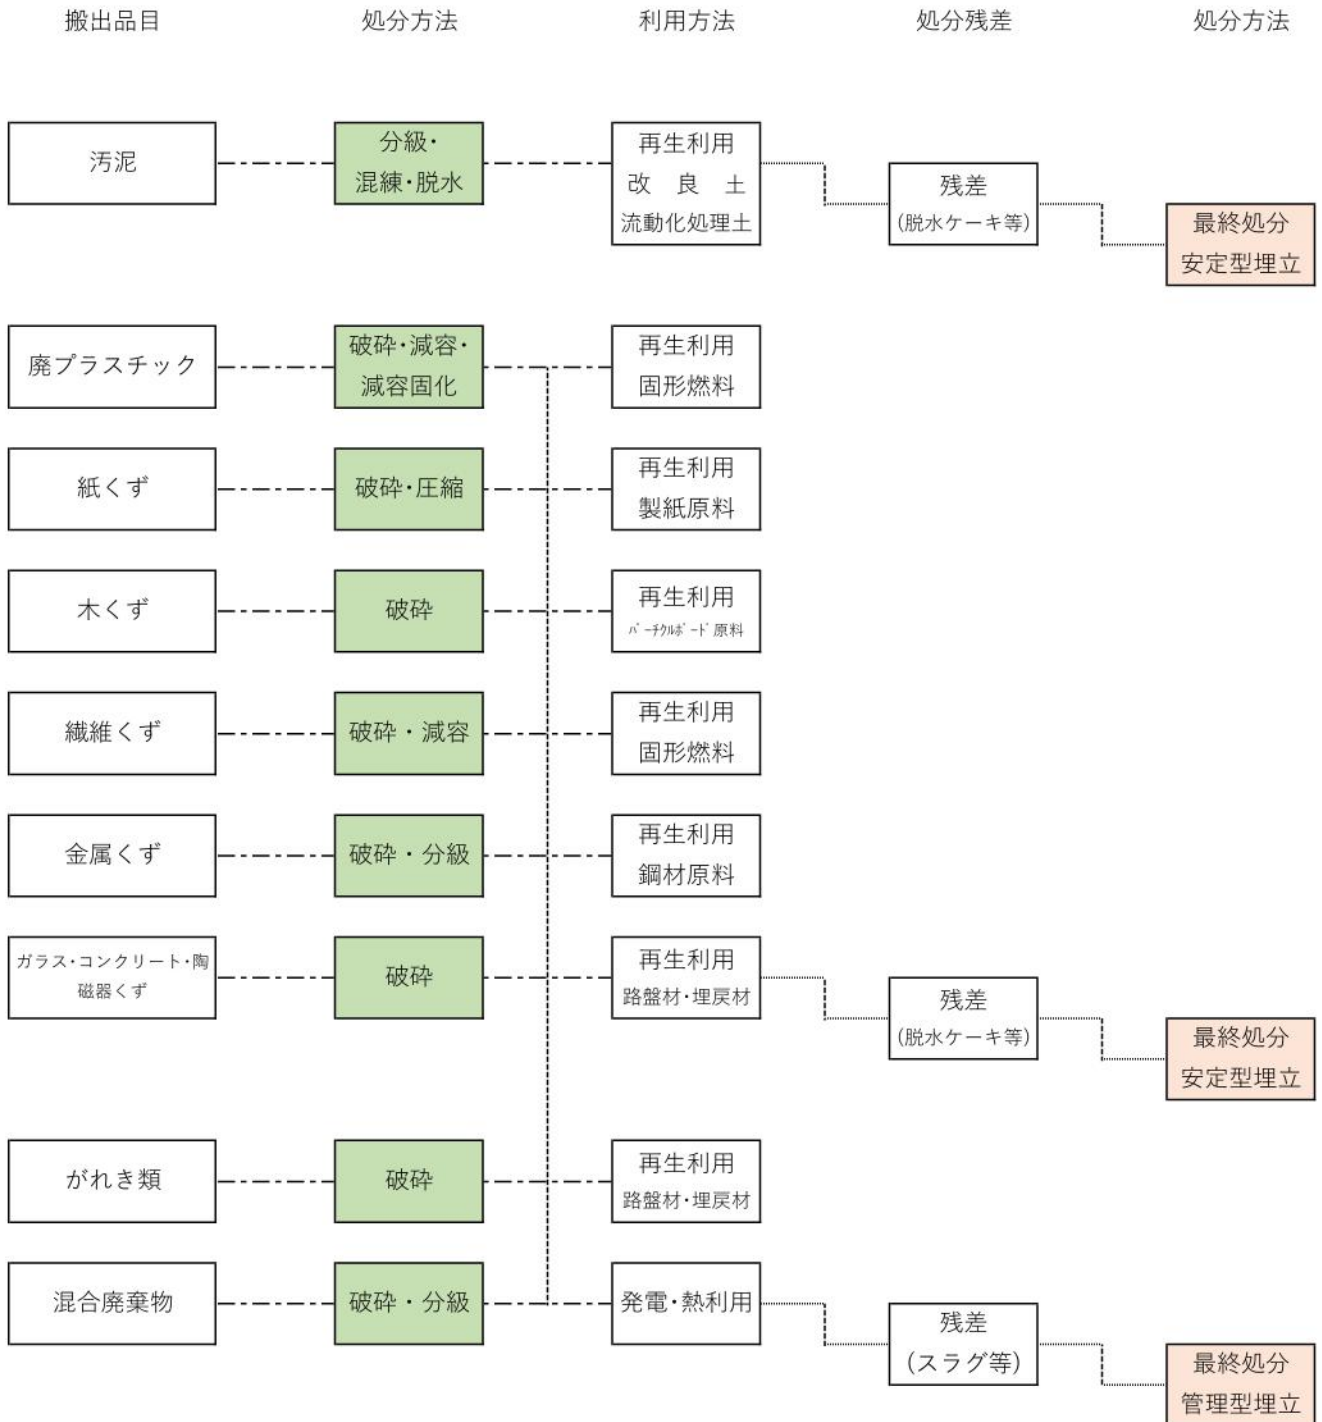 搬出品目
処分方法
利用方法
処分残差
処分方法
汚泥
分級・
混練・脱水
再生利用
改 良 土
流動化処理土
残差
(脱水ケーキ等)
最終処分
安定型埋立
廃プラスチック
破砕・減容・
減容固化
再生利用
固形燃料
紙くず
破砕・圧縮
再生利用
製紙原料
木くず
破砕
再生利用
ﾊﾟｰﾁｸﾙﾎﾞｰﾄﾞ原料
繊維くず
破砕・減容
再生利用
固形燃料
金属くず
破砕・分級
再生利用
鋼材原料
ガラス・コンクリート・陶
磁器くず
破砕
再生利用
路盤材・埋戻材
残差
(脱水ケーキ等)
最終処分
安定型埋立
がれき類
破砕
再生利用
路盤材・埋戻材
混合廃棄物
破砕・分級
発電・熱利用
残差
(スラグ等)
最終処分
管理型埋立